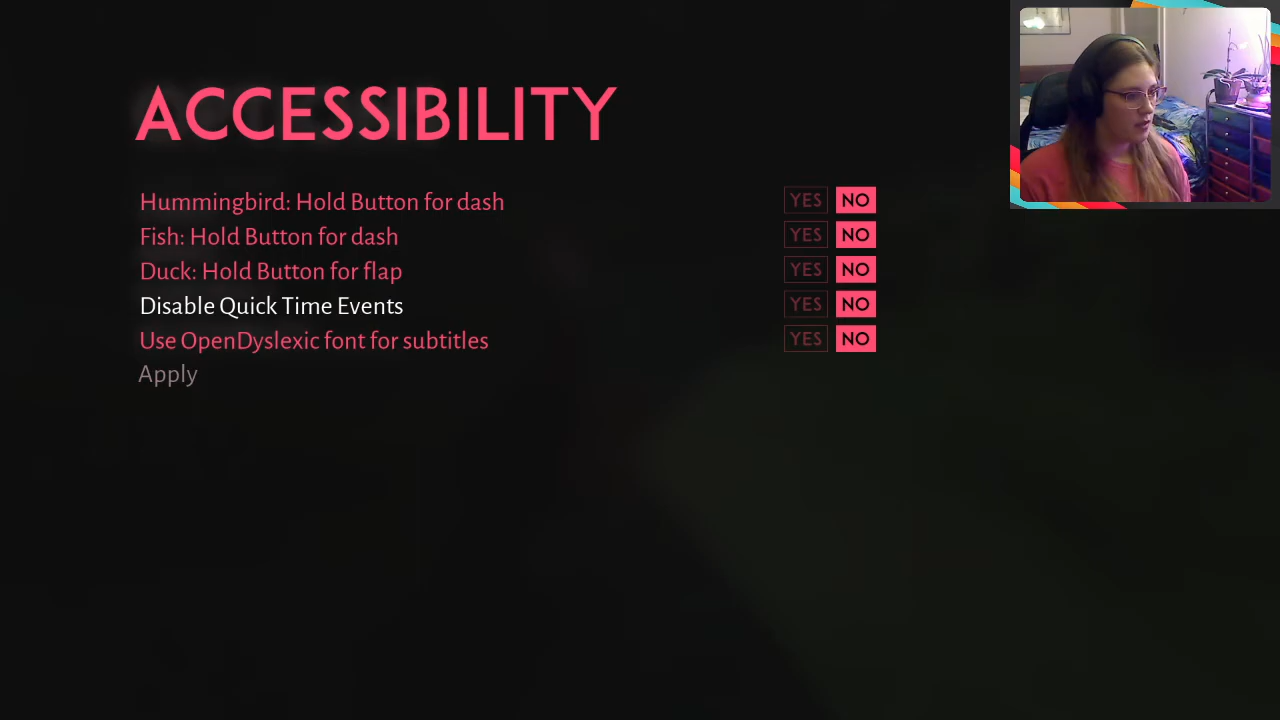 ACCESSIBILITY
Hummingbird: Hold Button for dash YES NO
Fish: Hold Button for dash YES NO
Duck: Hold Button for flap YES NO
Disable Quick Time Events YES NO
Use OpenDyslexic font for subtitles YES NO
Apply